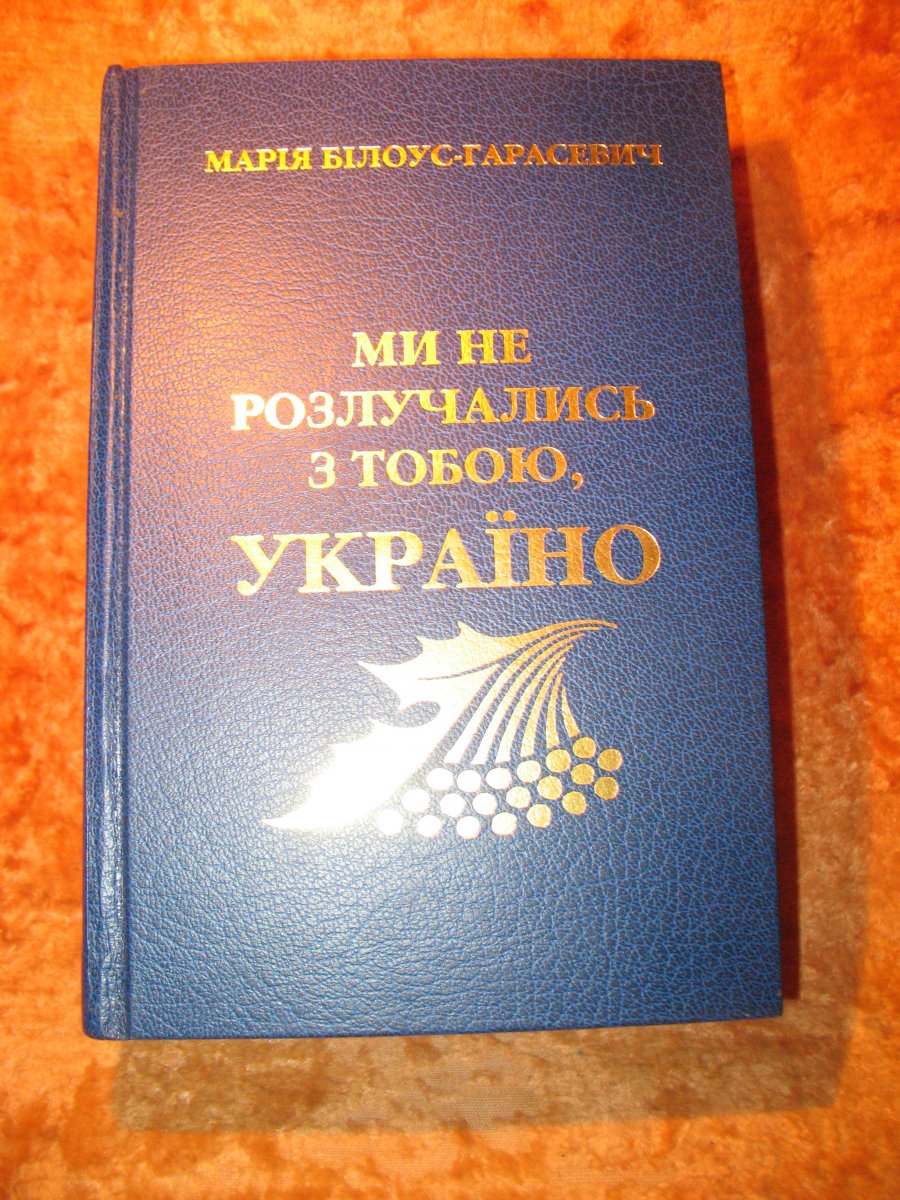 МАРІЯ БІЛОУС-ГАРАСЕВИЧ
МИ НЕ
РОЗЛУЧАЛИСЬ
З ТОБОЮ,
УКРАЇНО